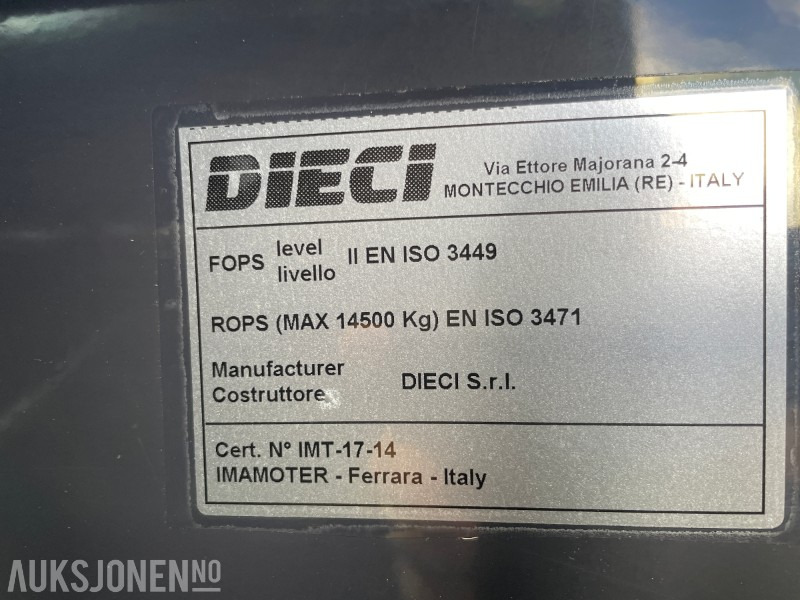 DIECI
Via Ettore Majorana 2-4
MONTECCHIO EMILIA (RE) - ITALY
FOPS level livello II EN ISO 3449
ROPS (MAX 14500 Kg) EN ISO 3471
Manufacturer
Costruttore
DIECI S.r.l.
Cert. N° IMT-17-14
IMAMOTER - Ferrara - Italy
AUKSJONEN.NO